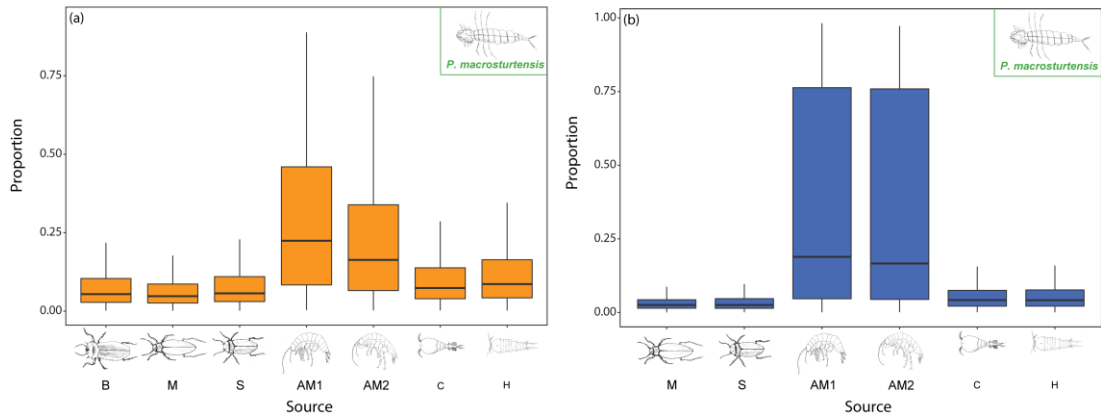 (a)
P. macrosturtensis
Proportion
0.75
0.50
0.25
0.00
B M S AM1 AM2 C H
Source
(b)
P. macrosturtensis
Proportion
1.00
0.75
0.50
0.25
0.00
M S AM1 AM2 C H
Source